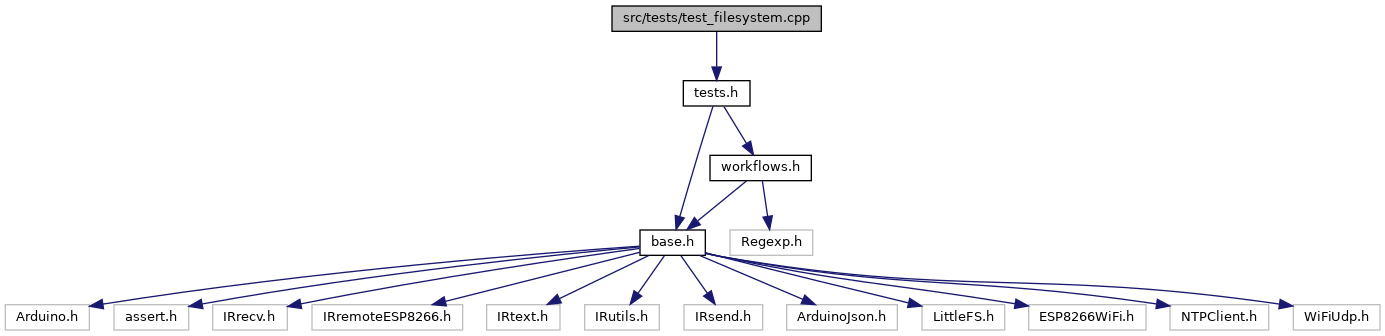 src/tests/test_filesystem.cpp
tests.h
workflows.h
base.h
Regexp.h
Arduino.h
assert.h
IRrecv.h
IRremoteESP8266.h
IRtext.h
IRutils.h
IRsend.h
ArduinoJson.h
LittleFS.h
ESP8266WiFi.h
NTPClient.h
WiFiUdp.h